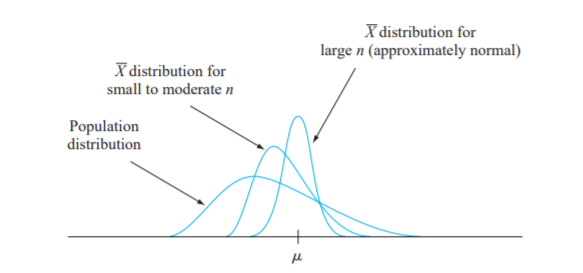 X̅ distribution for
large n (approximately normal)
X̅ distribution for
small to moderate n
Population
distribution
μ